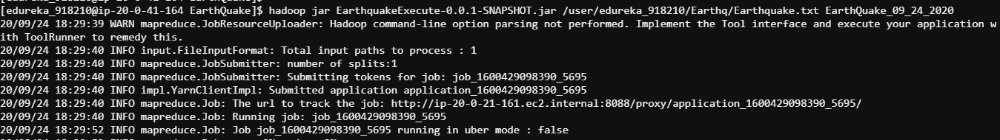 [edureka_918210@ip-20-0-41-164 EarthQuake]$ hadoop jar EarthquakeExecute-0.0.1-SNAPSHOT.jar /user/edureka_918210/Earthq/Earthquake.txt EarthQuake_09_24_2020
20/09/24 18:29:39 WARN mapreduce.JobResourceUploader: Hadoop command-line option parsing not performed. Implement the Tool interface and execute your application w
ith ToolRunner to remedy this.
20/09/24 18:29:40 INFO input.FileInputFormat: Total input paths to process : 1
20/09/24 18:29:40 INFO mapreduce.JobSubmitter: number of splits:1
20/09/24 18:29:40 INFO mapreduce.JobSubmitter: Submitting tokens for job: job_1600429098390_5695
20/09/24 18:29:40 INFO impl.YarnClientImpl: Submitted application application_1600429098390_5695
20/09/24 18:29:40 INFO mapreduce.Job: The url to track the job: http://ip-20-0-21-161.ec2.internal:8088/proxy/application_1600429098390_5695/
20/09/24 18:29:40 INFO mapreduce.Job: Running job: job_1600429098390_5695
20/09/24 18:29:52 INFO mapreduce.Job: Job job_1600429098390_5695 running in uber mode : false